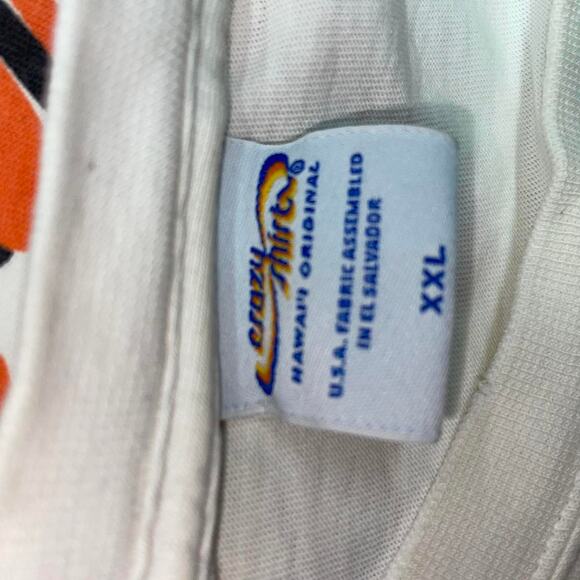 crazy
shirts®
HAWAI'I ORIGINAL
U.S.A. FABRIC ASSEMBLED
IN EL SALVADOR
XXL